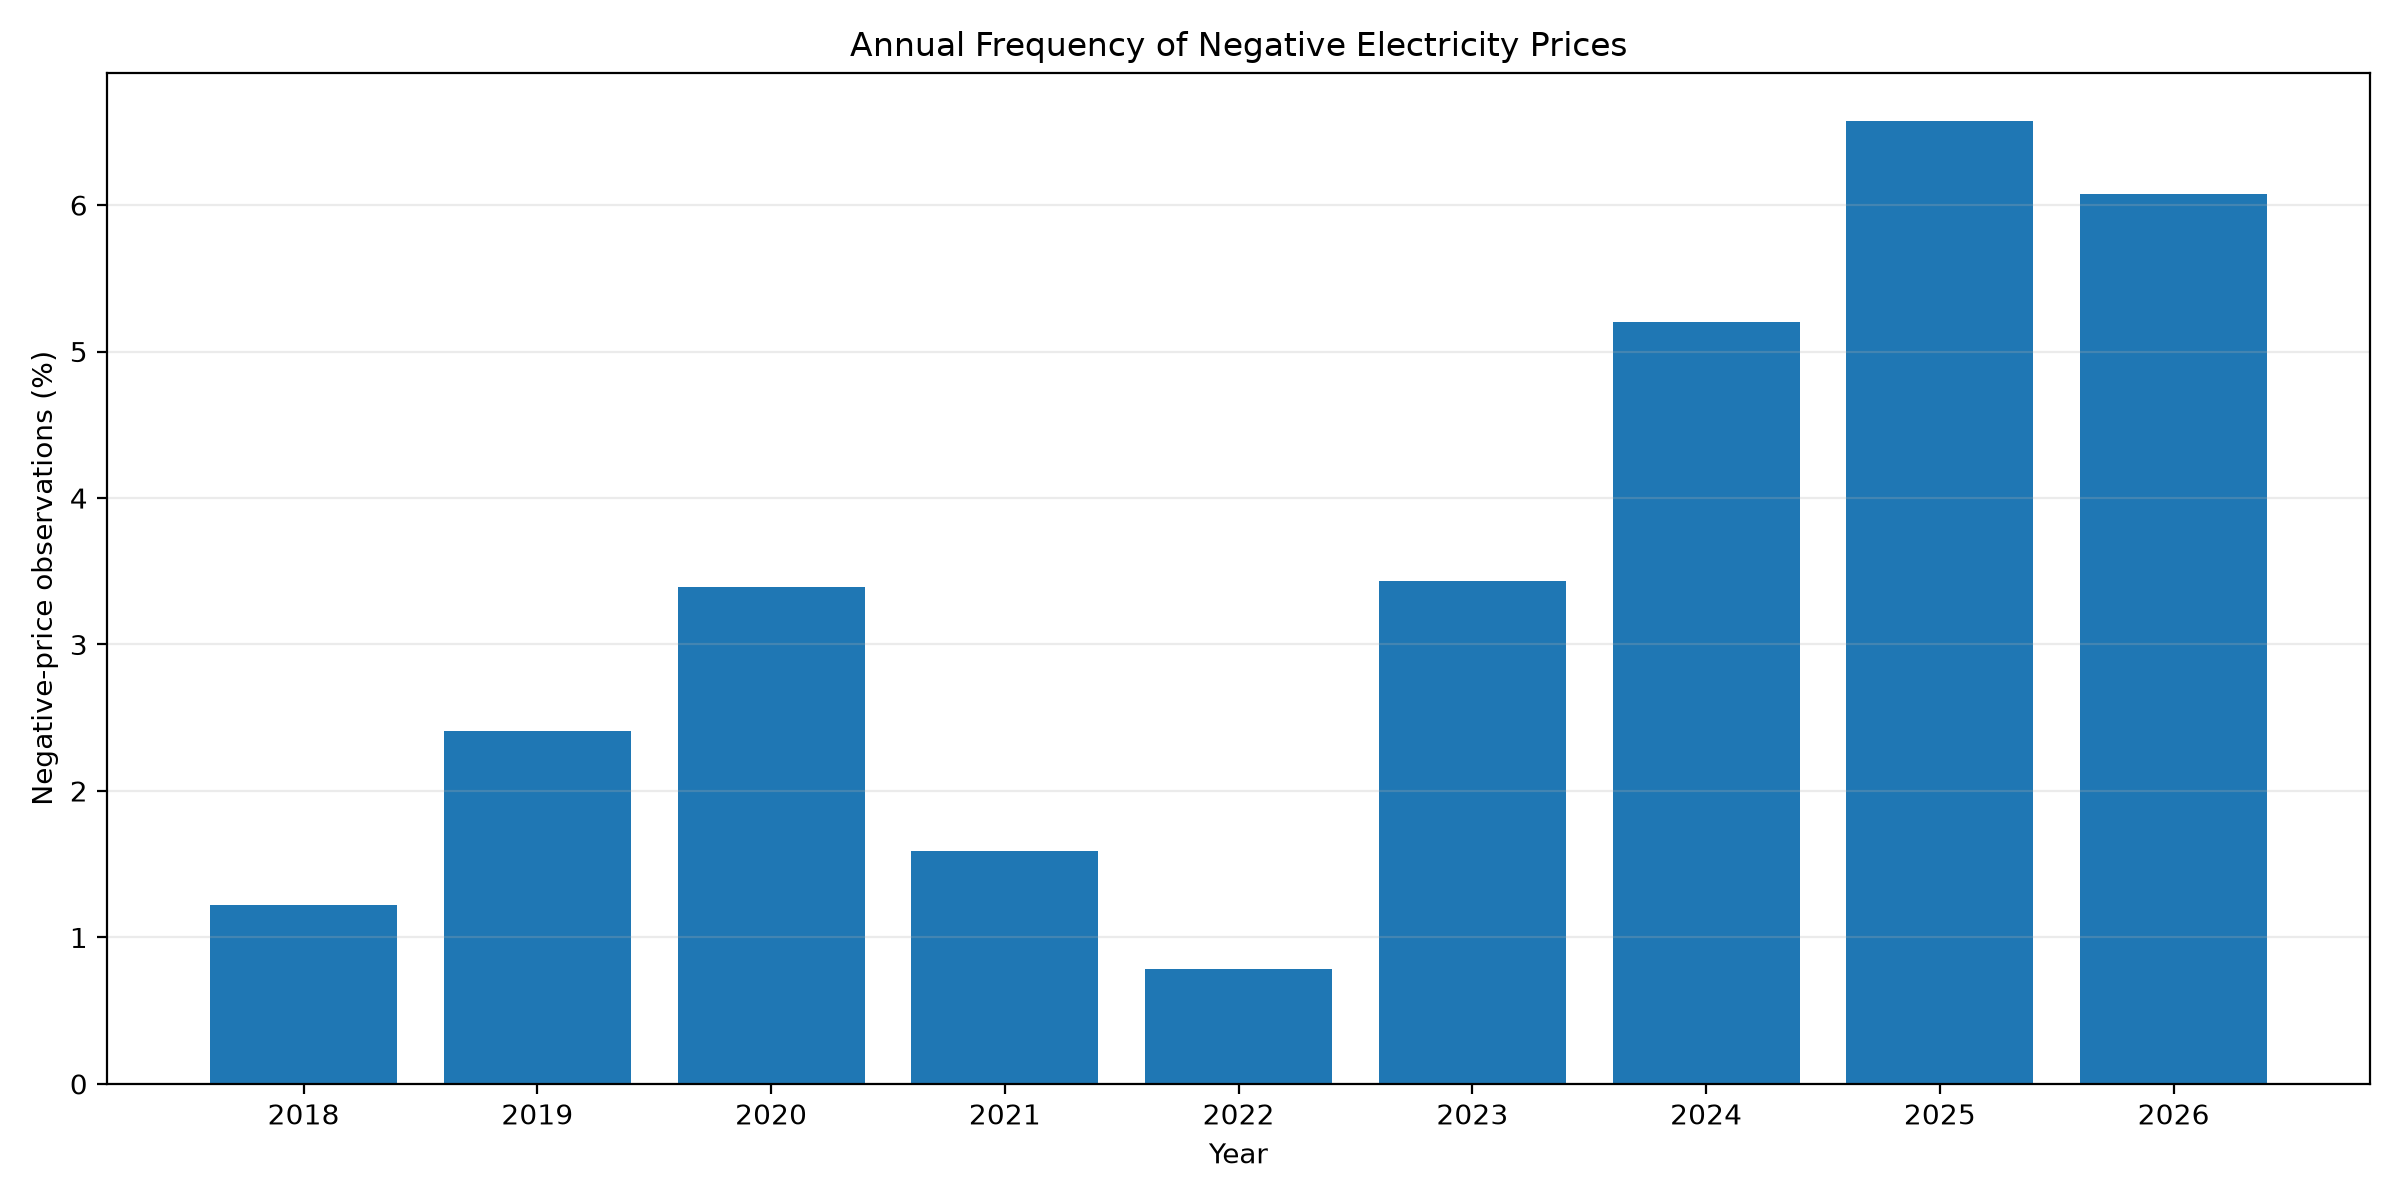 Annual Frequency of Negative Electricity Prices
Negative-price observations (%)
6
5
4
3
2
1
0
2018 2019 2020 2021 2022 2023 2024 2025 2026
Year